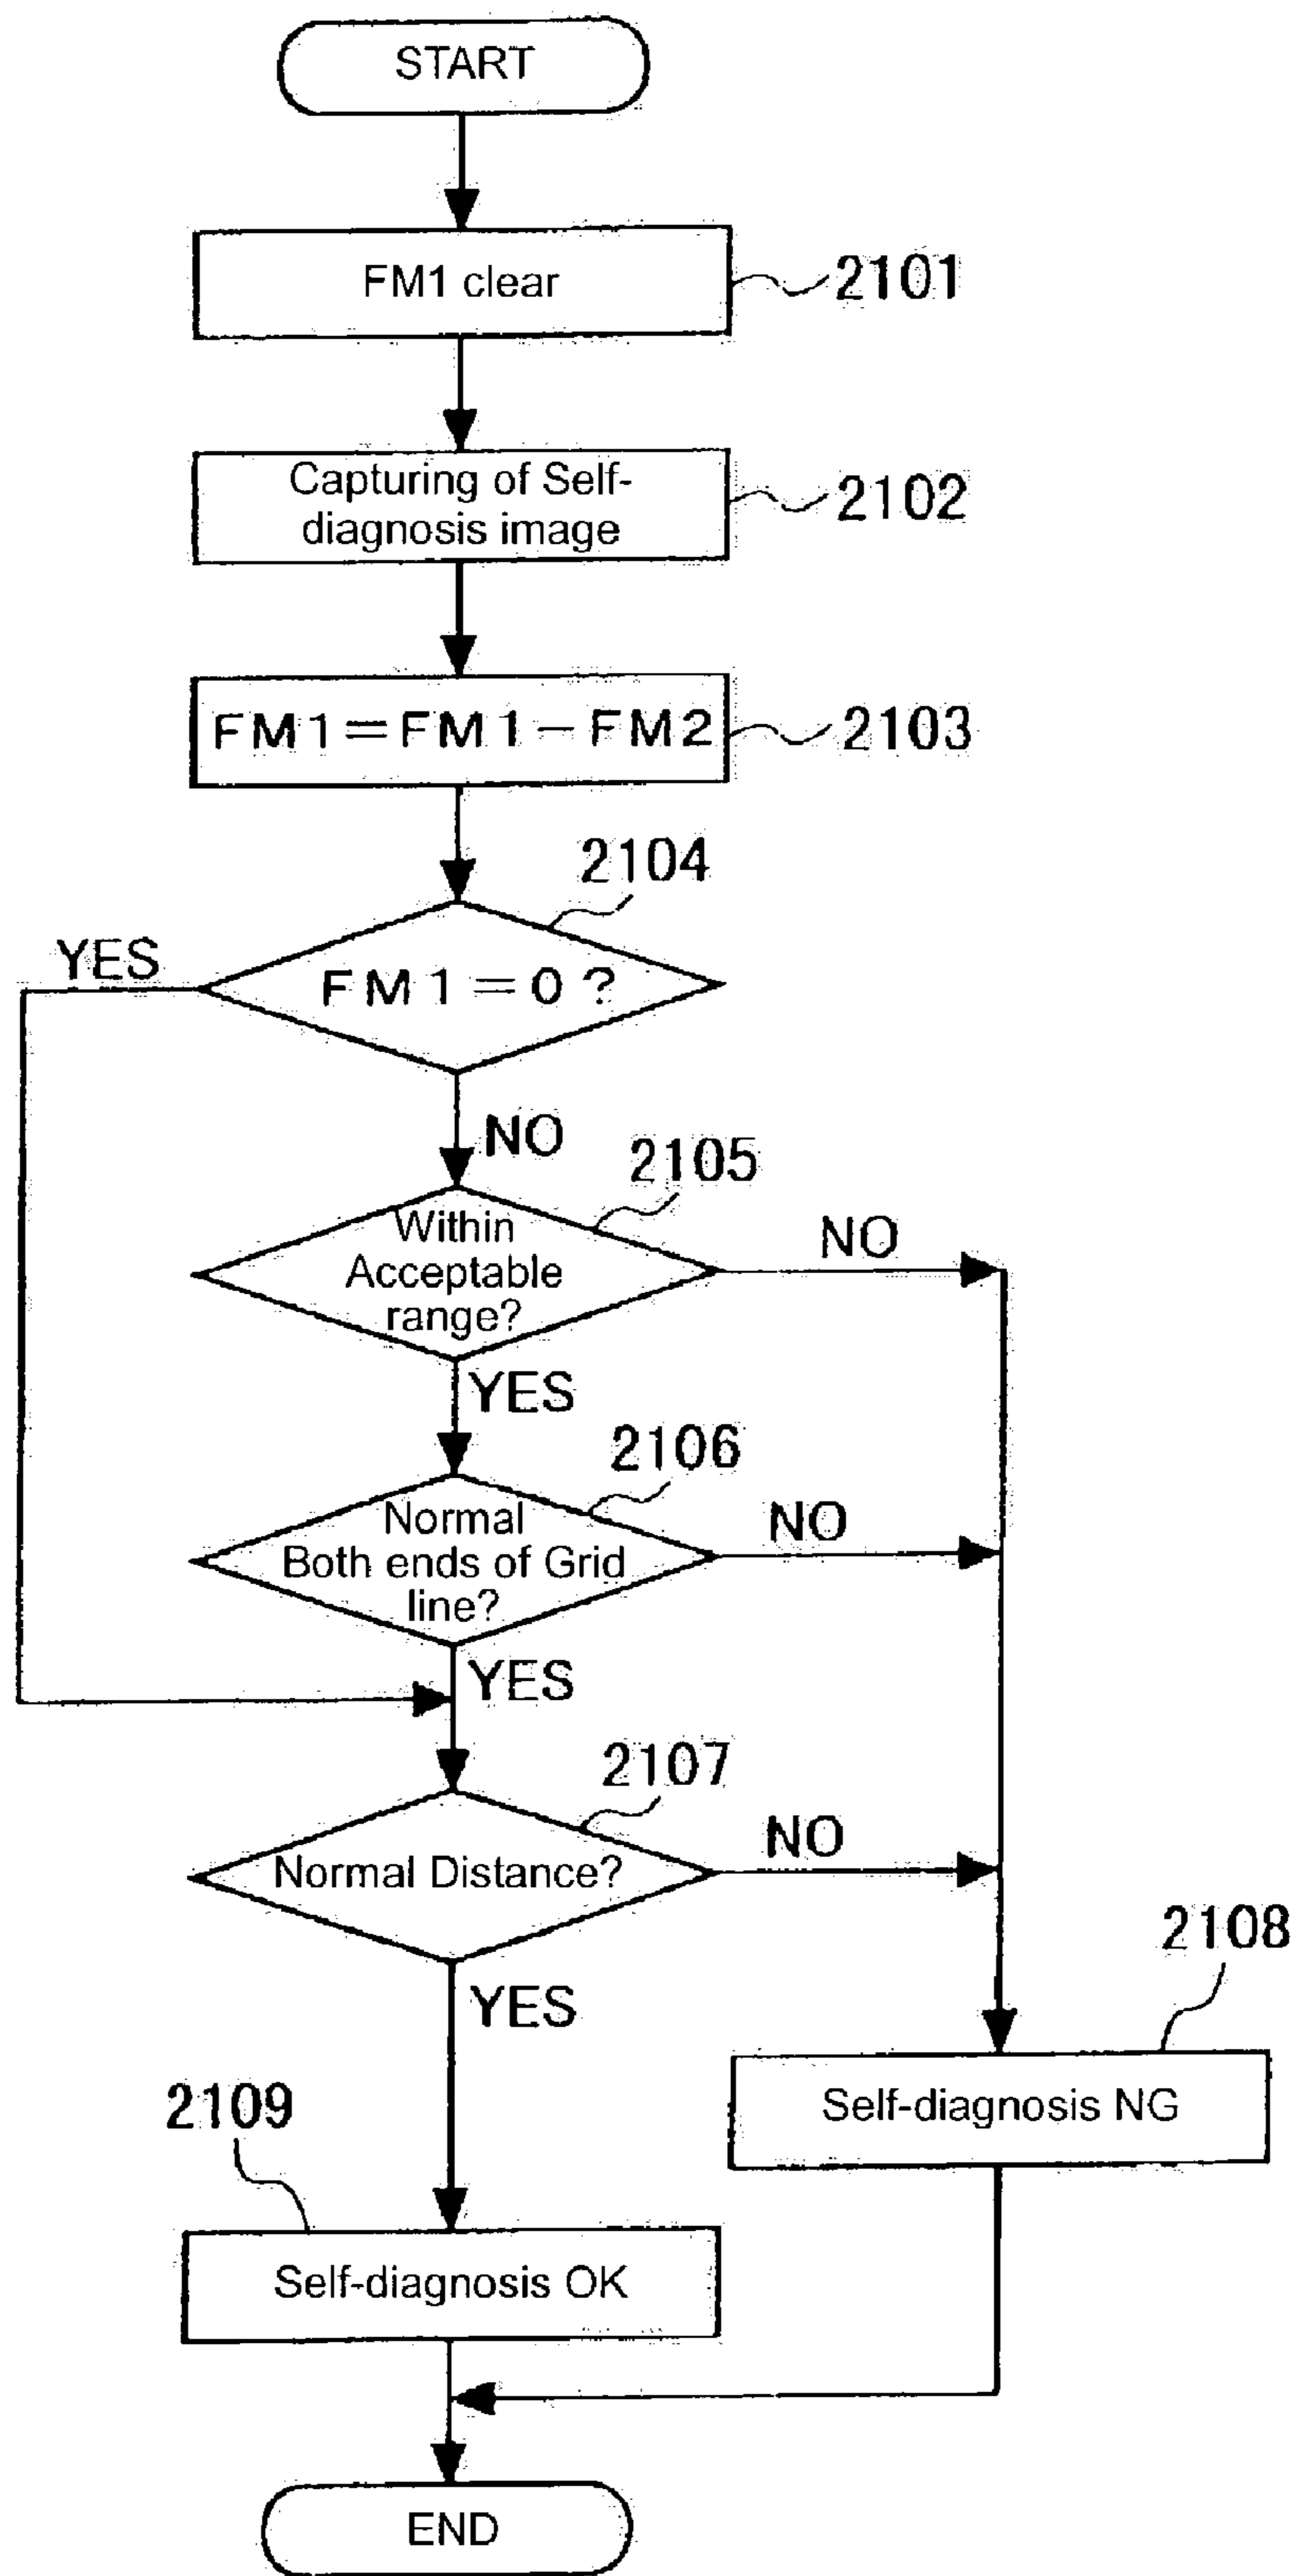 START
FM1 clear
2101
Capturing of Self-
diagnosis image
2102
FM1=FM1-FM2
2103
2104
YES
FM1=0?
NO
2105
Within
Acceptable
range?
NO
YES
2106
Normal
Both ends of Grid
line?
NO
YES
2107
Normal Distance?
NO
YES
2108
Self-diagnosis NG
2109
Self-diagnosis OK
END